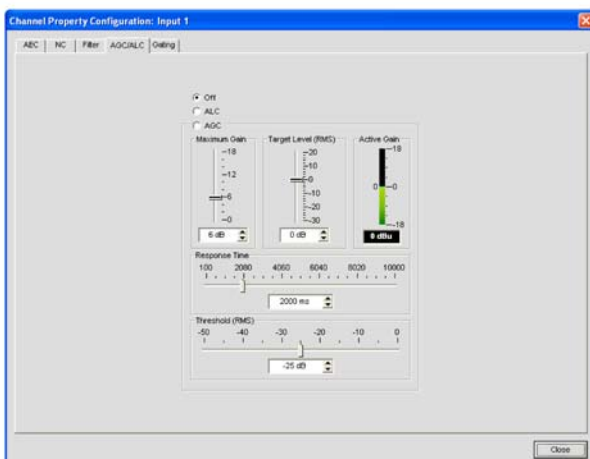 Channel Property Configuration: Input 1
AEC NC Filter AGC/ALC Gating
Off
ALC
AGC
Maximum Gain Target Level (RMS) Active Gain
18 20 18
12 10
0 0 0
6 -10
-20
0 -30 -18
6 dB 0 dB 0 dBu
Response Time
100 2080 4060 6040 8020 10000
2000 ms
Threshold (RMS)
-50 -40 -30 -20 -10 0
-25 dB
Close